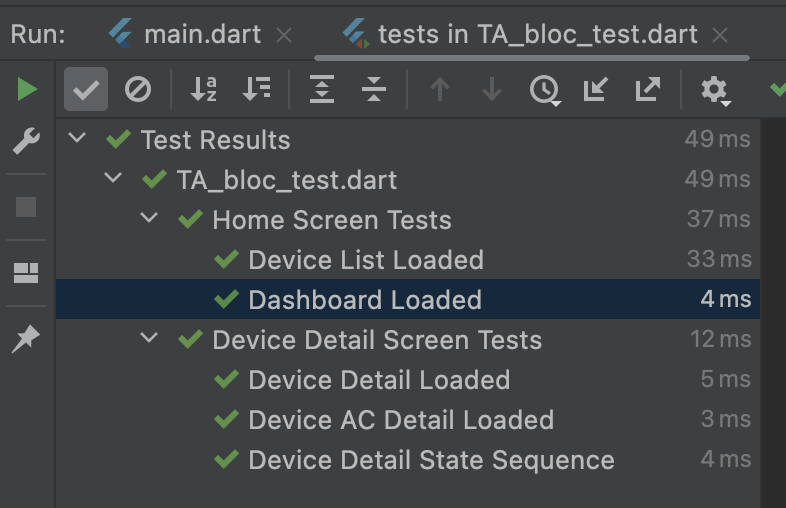 Run: main.dart tests in TA_bloc_test.dart
Test Results 49 ms
TA_bloc_test.dart 49 ms
Home Screen Tests 37 ms
Device List Loaded 33 ms
Dashboard Loaded 4 ms
Device Detail Screen Tests 12 ms
Device Detail Loaded 5 ms
Device AC Detail Loaded 3 ms
Device Detail State Sequence 4 ms